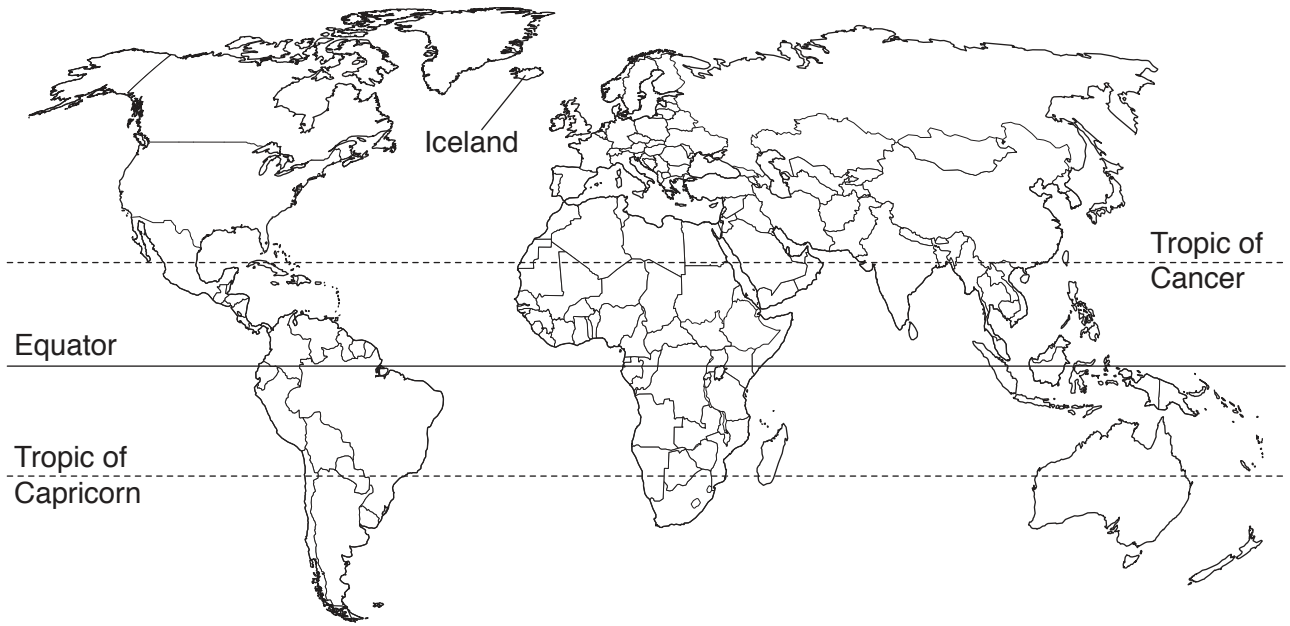 Iceland
Tropic of
Cancer
Equator
Tropic of
Capricorn